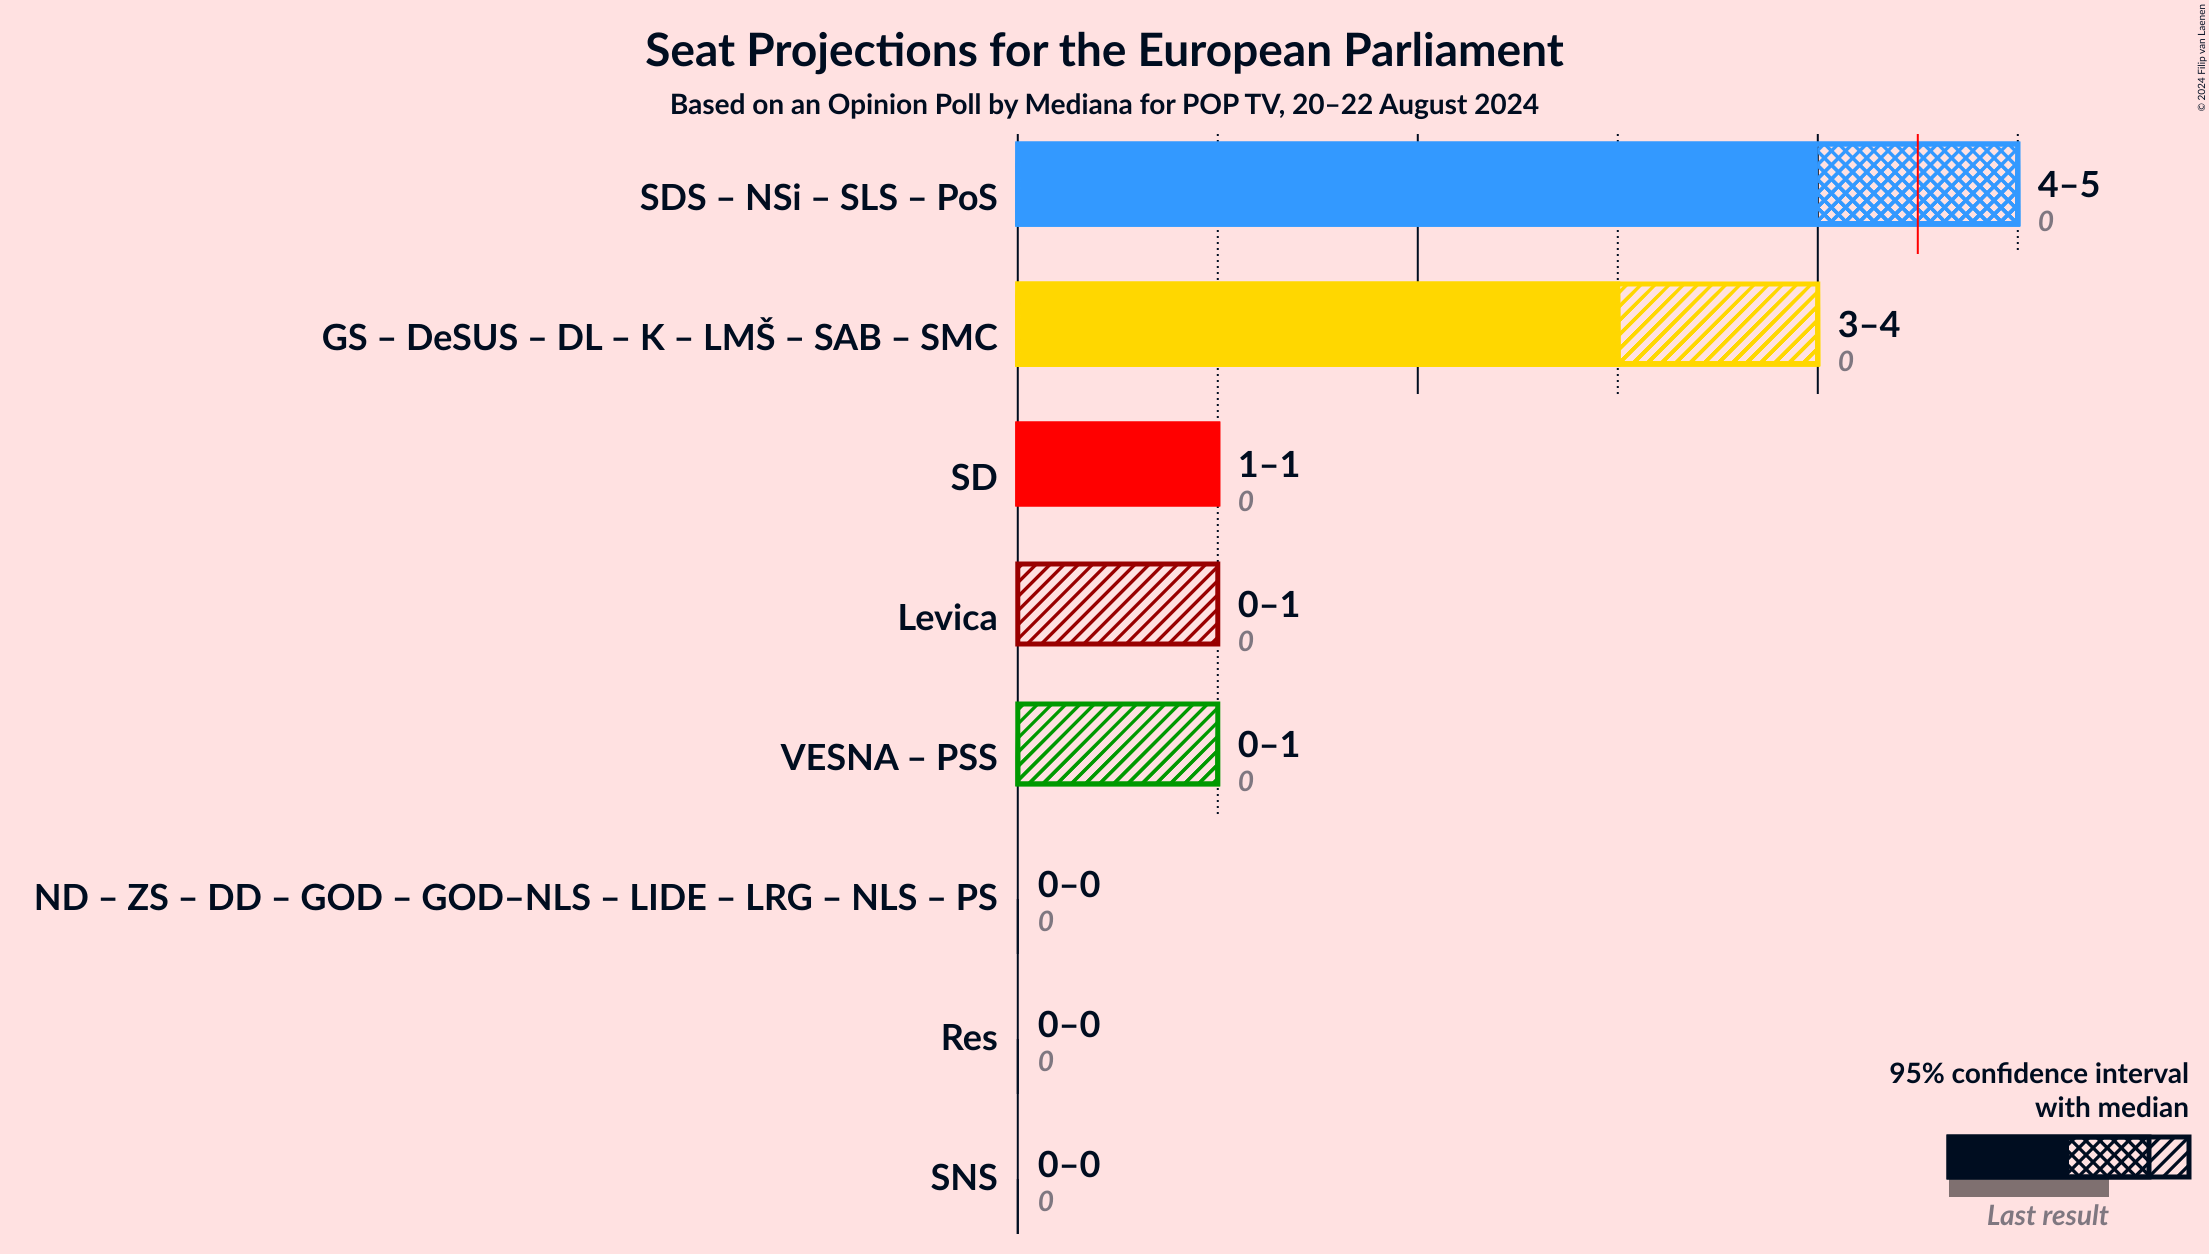 Seat Projections for the European Parliament
Based on an Opinion Poll by Mediana for POP TV, 20–22 August 2024
© 2024 Filip van Laenen
SDS – NSi – SLS – PoS
4–5
0
GS – DeSUS – DL – K – LMŠ – SAB – SMC
3–4
0
SD
1–1
0
Levica
0–1
0
VESNA – PSS
0–1
0
ND – ZS – DD – GOD – GOD–NLS – LIDE – LRG – NLS – PS
0–0
0
Res
0–0
0
SNS
0–0
0
95% confidence interval
with median
Last result